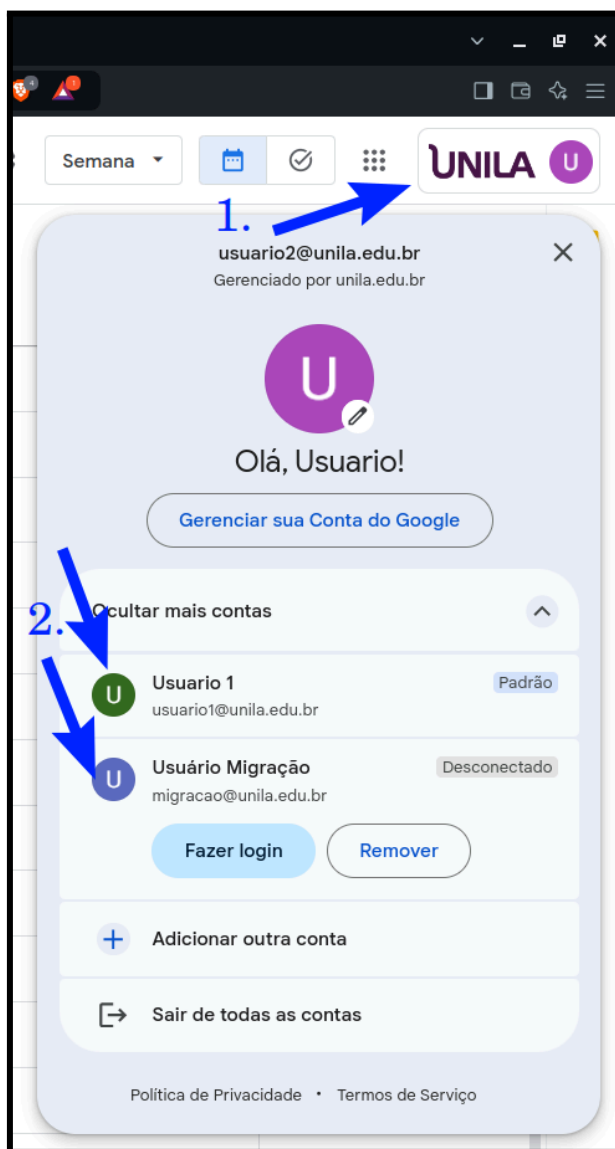 4
1
Semana
UNILA U
1.
usuario2@unila.edu.br
Gerenciado por unila.edu.br
U
Olá, Usuario!
Gerenciar sua Conta do Google
Ocultar mais contas
2.
U Usuario 1 Padrão
usuario1@unila.edu.br
U Usuário Migração Desconectado
migracao@unila.edu.br
Fazer login Remover
Adicionar outra conta
Sair de todas as contas
Política de Privacidade • Termos de Serviço